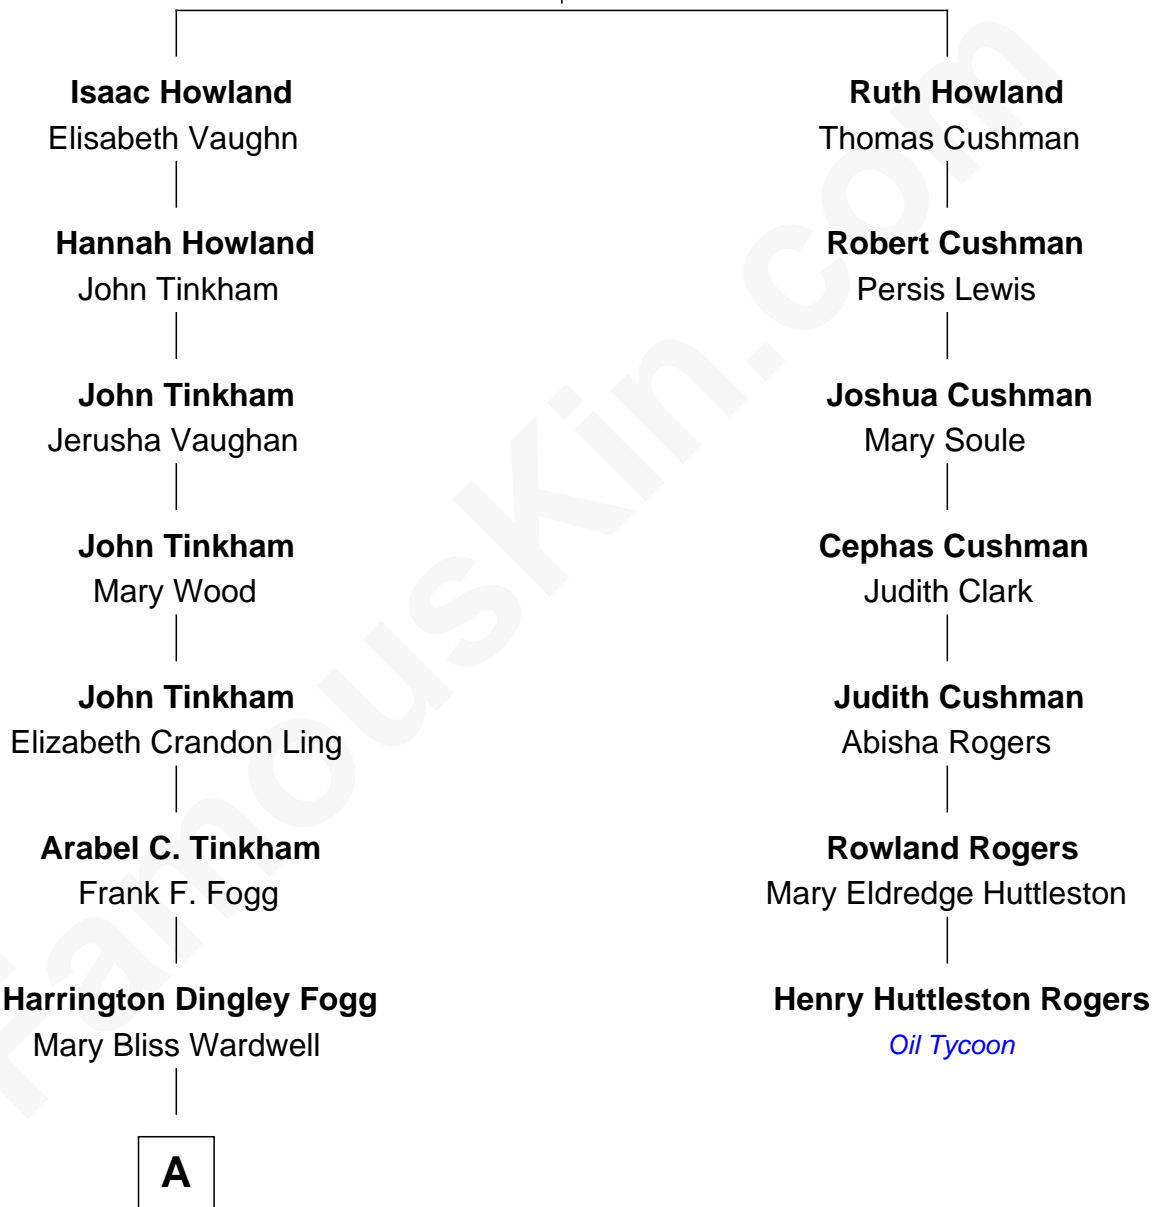 Isaac Howland
Elisabeth Vaughn
Ruth Howland
Thomas Cushman
Hannah Howland
John Tinkham
Robert Cushman
Persis Lewis
John Tinkham
Jerusha Vaughan
Joshua Cushman
Mary Soule
John Tinkham
Mary Wood
Cephas Cushman
Judith Clark
John Tinkham
Elizabeth Crandon Ling
Judith Cushman
Abisha Rogers
Arabel C. Tinkham
Frank F. Fogg
Rowland Rogers
Mary Eldredge Huttleston
Harrington Dingley Fogg
Mary Bliss Wardwell
Henry Huttleston Rogers
Oil Tycoon
A
FamousKin.com